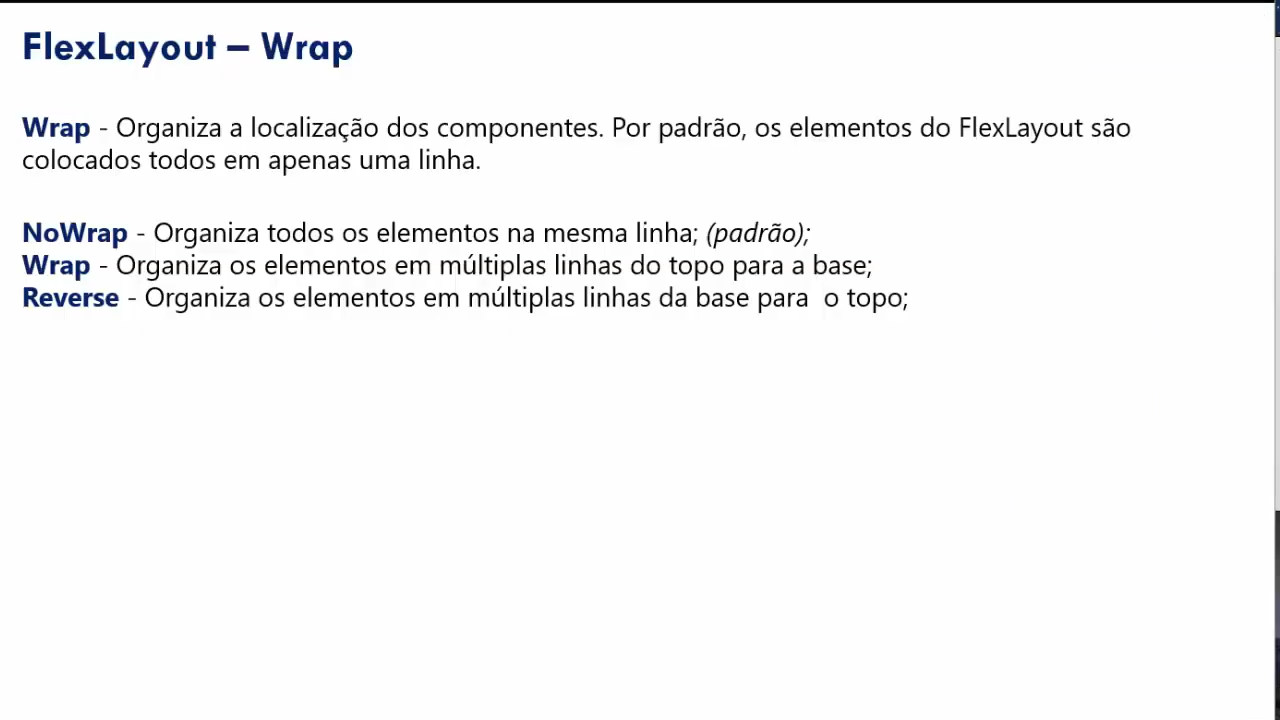 FlexLayout – Wrap
Wrap - Organiza a localização dos componentes. Por padrão, os elementos do FlexLayout são
colocados todos em apenas uma linha.
NoWrap - Organiza todos os elementos na mesma linha; (padrão);
Wrap - Organiza os elementos em múltiplas linhas do topo para a base;
Reverse - Organiza os elementos em múltiplas linhas da base para  o topo;